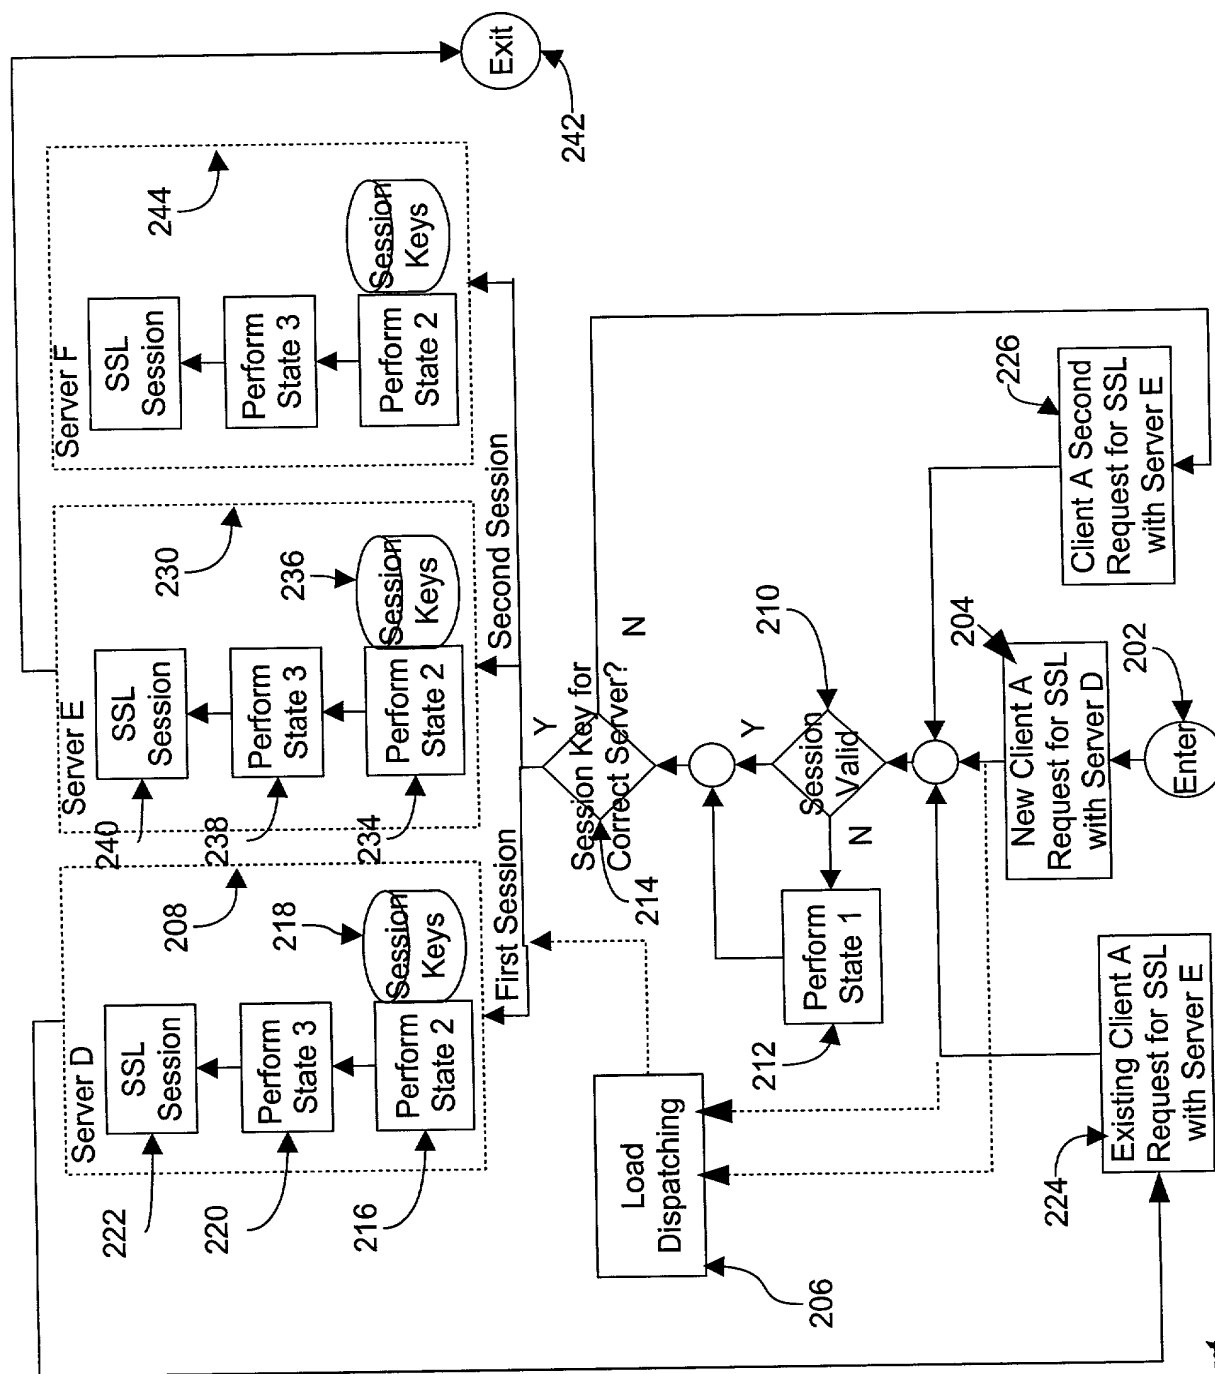 Server D
222
SSL
Session
220
Perform
State 3
216
Perform
State 2
208
218
Session
Keys
Server E
240
SSL
Session
238
Perform
State 3
234
Perform
State 2
230
236
Session
Keys
Server F
SSL
Session
Perform
State 3
Perform
State 2
244
Session
Keys
Exit
242
First Session
Second Session
206
Load
Dispatching
214
Session Key for
Correct Server?
Y
N
212
Perform
State 1
210
Session
Valid
Y
N
224
Existing Client A
Request for SSL
with Server E
204
New Client A
Request for SSL
with Server D
226
Client A Second
Request for SSL
with Server E
202
Enter